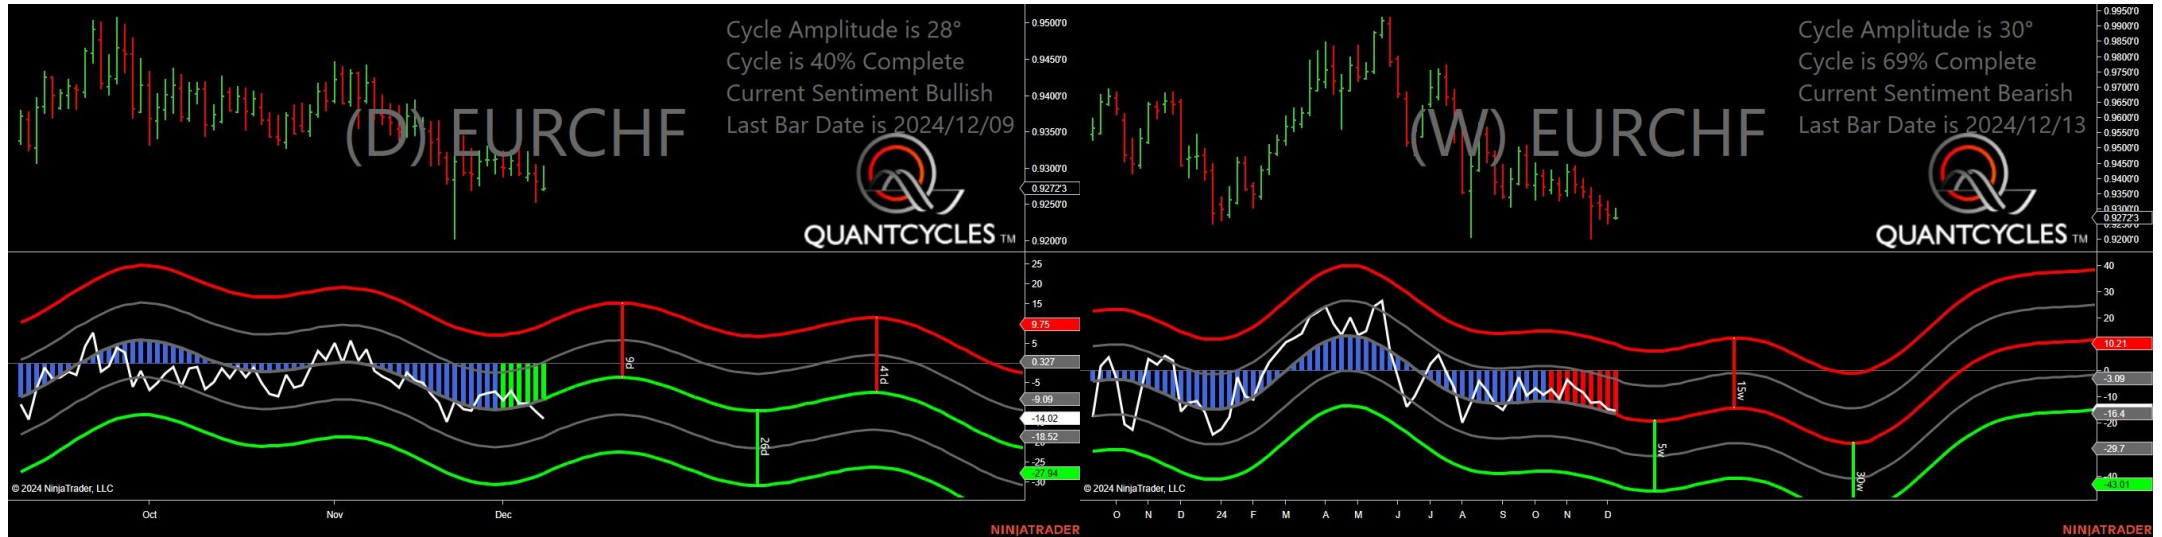 Cycle Amplitude is 28°
Cycle is 40% Complete
Current Sentiment Bullish
Last Bar Date is 2024/12/09
(D) EURCHF
QUANTCYCLES TM
0.9500'0
0.9450'0
0.9400'0
0.9350'0
0.9300'0
0.9272'3
0.9250'0
0.9200'0
25
20
15
9.75
5
0.327
-5
-9.09
-14.02
-18.52
-25
-27.94
-30
9d
26d
41d
© 2024 NinjaTrader, LLC
Oct Nov Dec
NINJATRADER
Cycle Amplitude is 30°
Cycle is 69% Complete
Current Sentiment Bearish
Last Bar Date is 2024/12/13
(W) EURCHF
QUANTCYCLES TM
0.9950'0
0.9900'0
0.9850'0
0.9800'0
0.9750'0
0.9700'0
0.9650'0
0.9600'0
0.9550'0
0.9500'0
0.9450'0
0.9400'0
0.9350'0
0.9300'0
0.9272'3
0.9200'0
40
30
20
10.21
0
-3.09
-10
-16.4
-20
-29.7
-40
-43.01
5w
15w
30w
© 2024 NinjaTrader, LLC
O N D 24 F M A M J J A S O N D
NINJATRADER